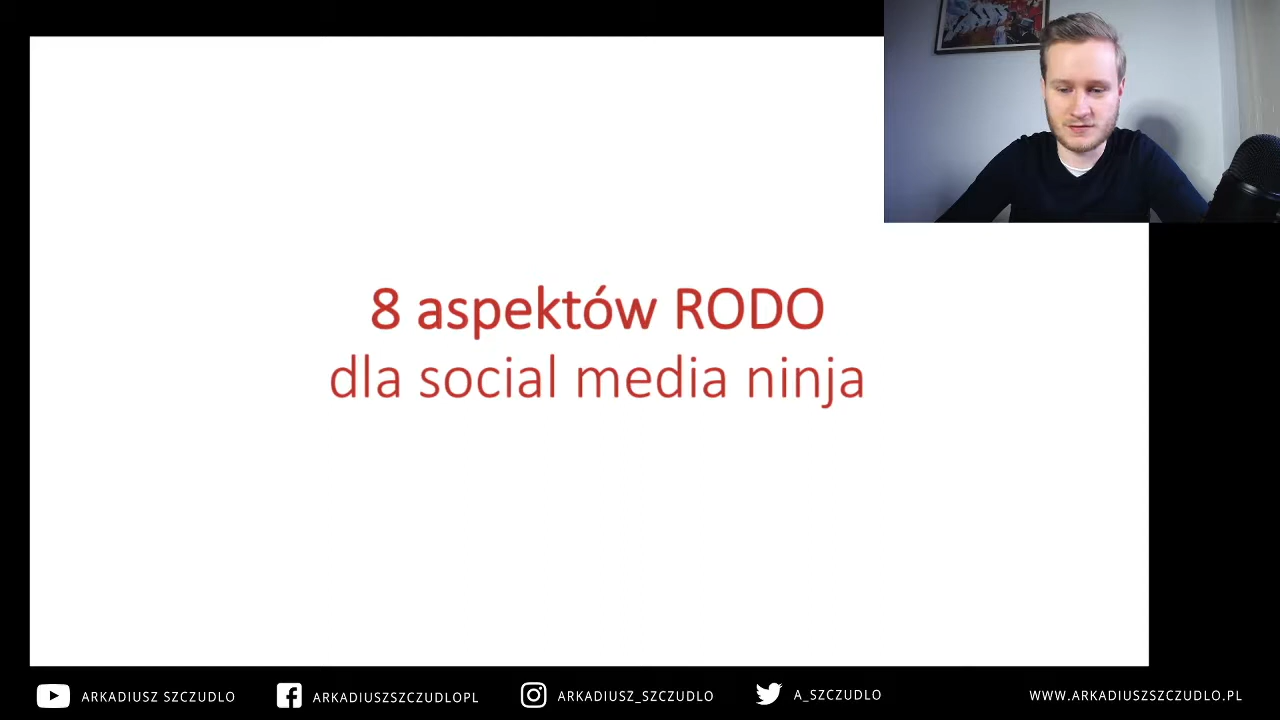 8 aspektów RODO
dla social media ninja
ARKADIUSZ SZCZUDLO
ARKADIUSZSZCZUDLOPL
ARKADIUSZ_SZCZUDLO
A_SZCZUDLO
WWW.ARKADIUSZSZCZUDLO.PL